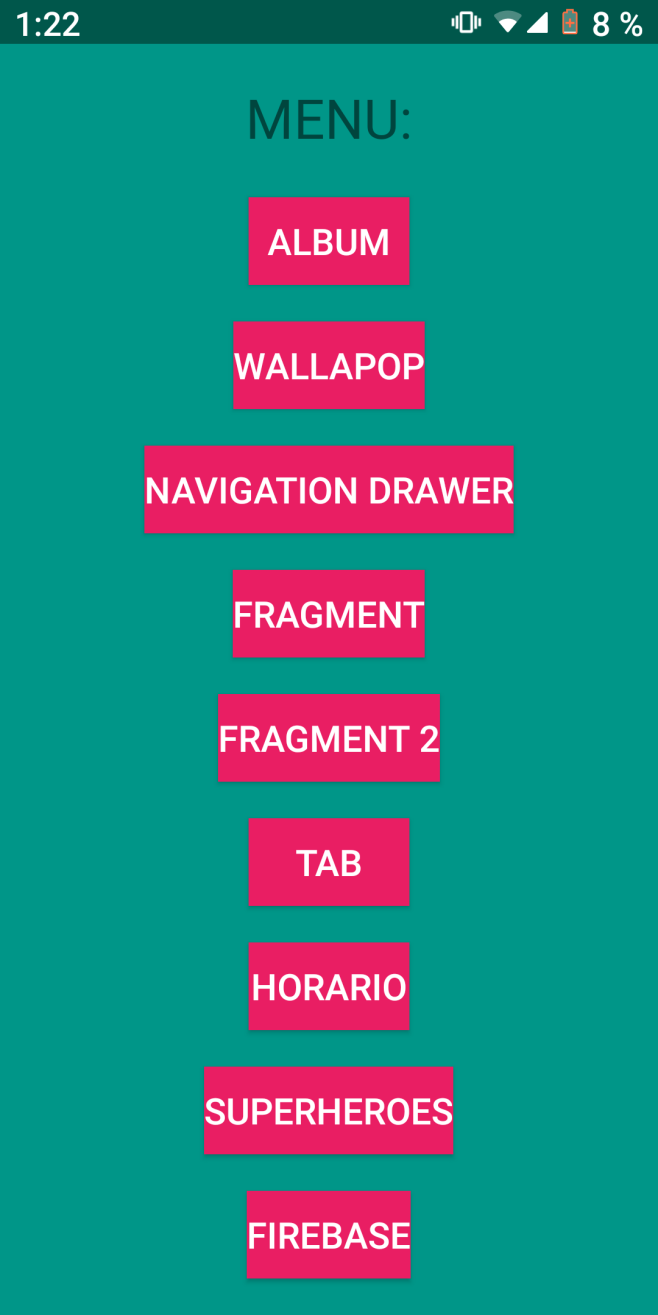 1:22 8 %
MENU:
ALBUM
WALLAPOP
NAVIGATION DRAWER
FRAGMENT
FRAGMENT 2
TAB
HORARIO
SUPERHEROES
FIREBASE